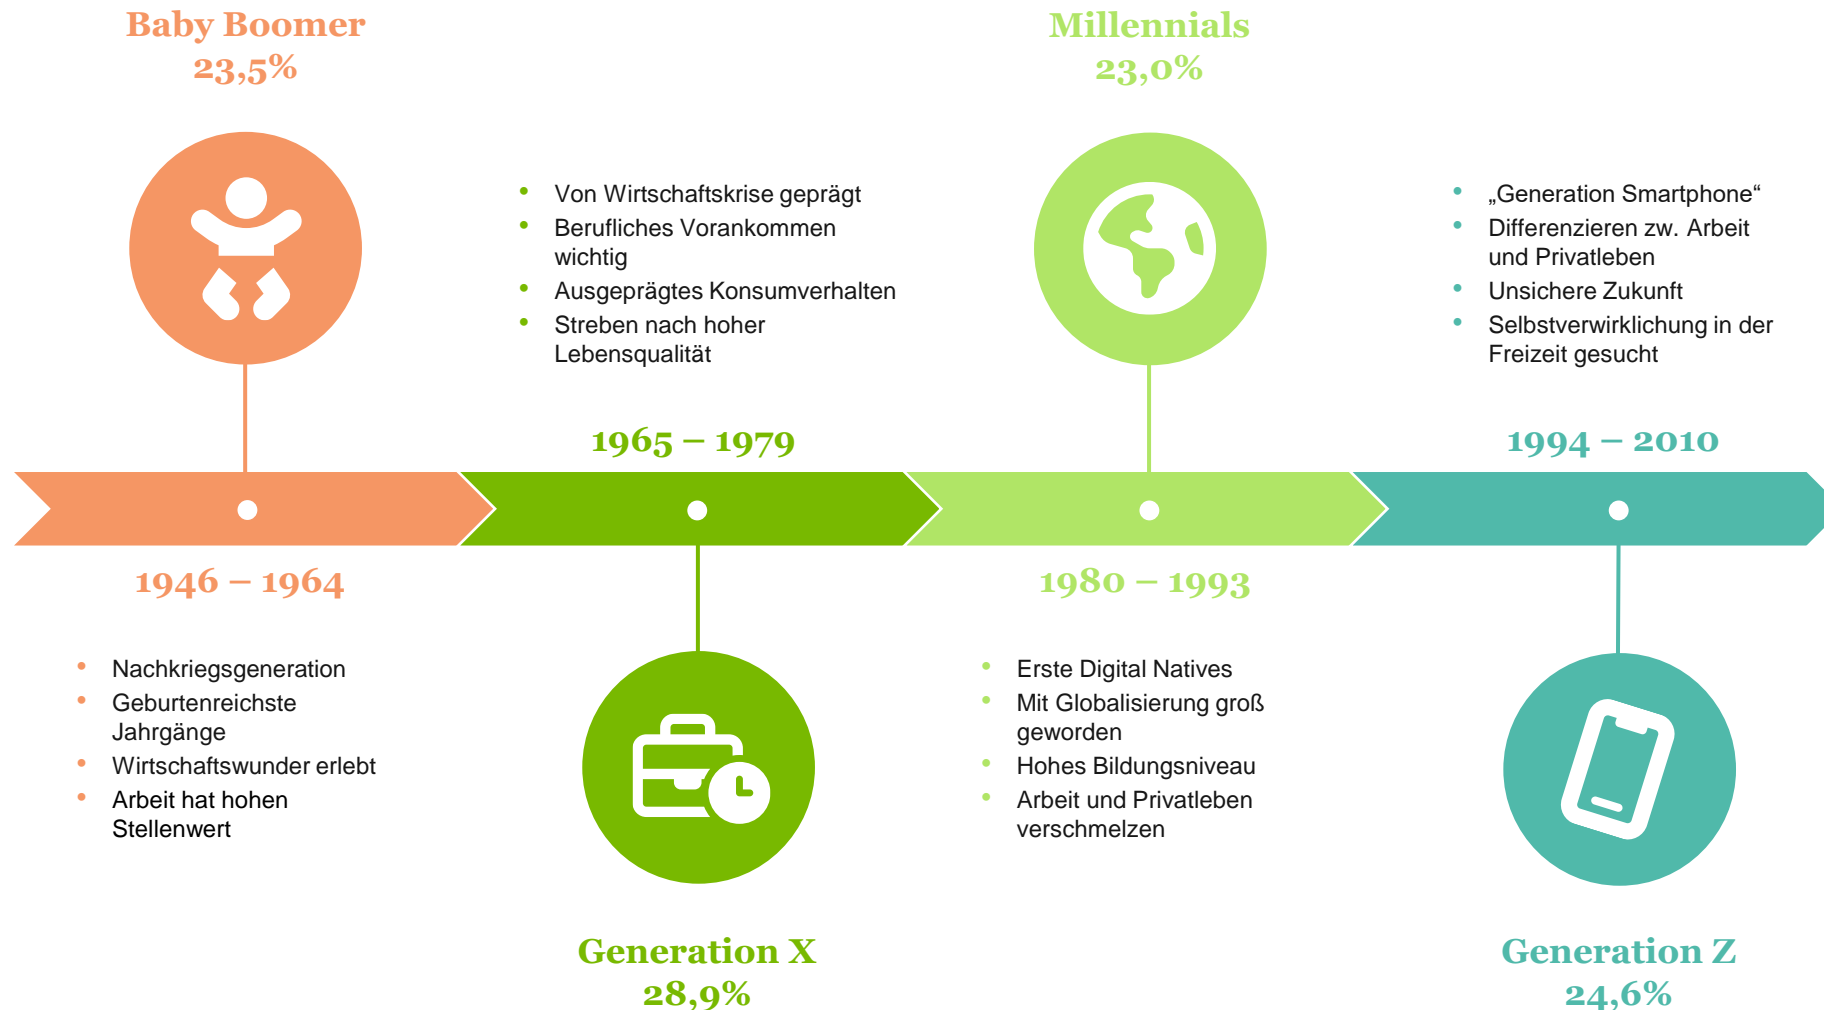 Baby Boomer
23,5%
1946 – 1964
• Nachkriegsgeneration
• Geburtenreichste
Jahrgänge
• Wirtschaftswunder erlebt
• Arbeit hat hohen
Stellenwert
• Von Wirtschaftskrise geprägt
• Berufliches Vorankommen
wichtig
• Ausgeprägtes Konsumverhalten
• Streben nach hoher
Lebensqualität
1965 – 1979
Generation X
28,9%
Millennials
23,0%
1980 – 1993
• Erste Digital Natives
• Mit Globalisierung groß
geworden
• Hohes Bildungsniveau
• Arbeit und Privatleben
verschmelzen
• „Generation Smartphone“
• Differenzieren zw. Arbeit
und Privatleben
• Unsichere Zukunft
• Selbstverwirklichung in der
Freizeit gesucht
1994 – 2010
Generation Z
24,6%